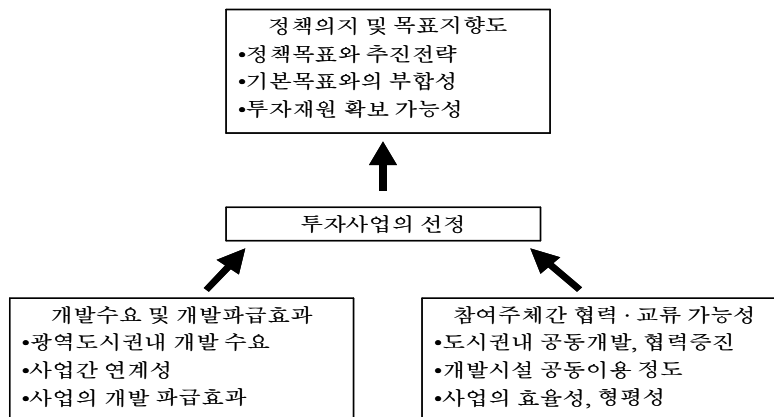 정책의지 및 목표지향도
•정책목표와 추진전략
•기본목표와의 부합성
•투자재원 확보 가능성
투자사업의 선정
개발수요 및 개발파급효과
•광역도시권내 개발 수요
•사업간 연계성
•사업의 개발 파급효과
참여주체간 협력 · 교류 가능성
•도시권내 공동개발, 협력증진
•개발시설 공동이용 정도
•사업의 효율성, 형평성